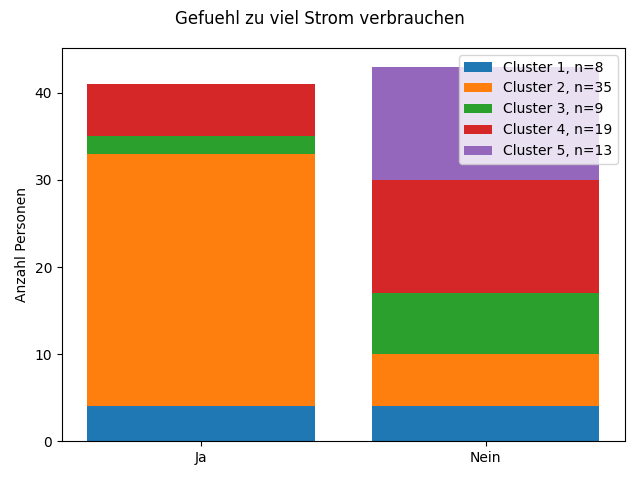 Gefuehl zu viel Strom verbrauchen
Cluster 1, n=8
Cluster 2, n=35
Cluster 3, n=9
Cluster 4, n=19
Cluster 5, n=13
Anzahl Personen
40
30
20
10
0
Ja
Nein